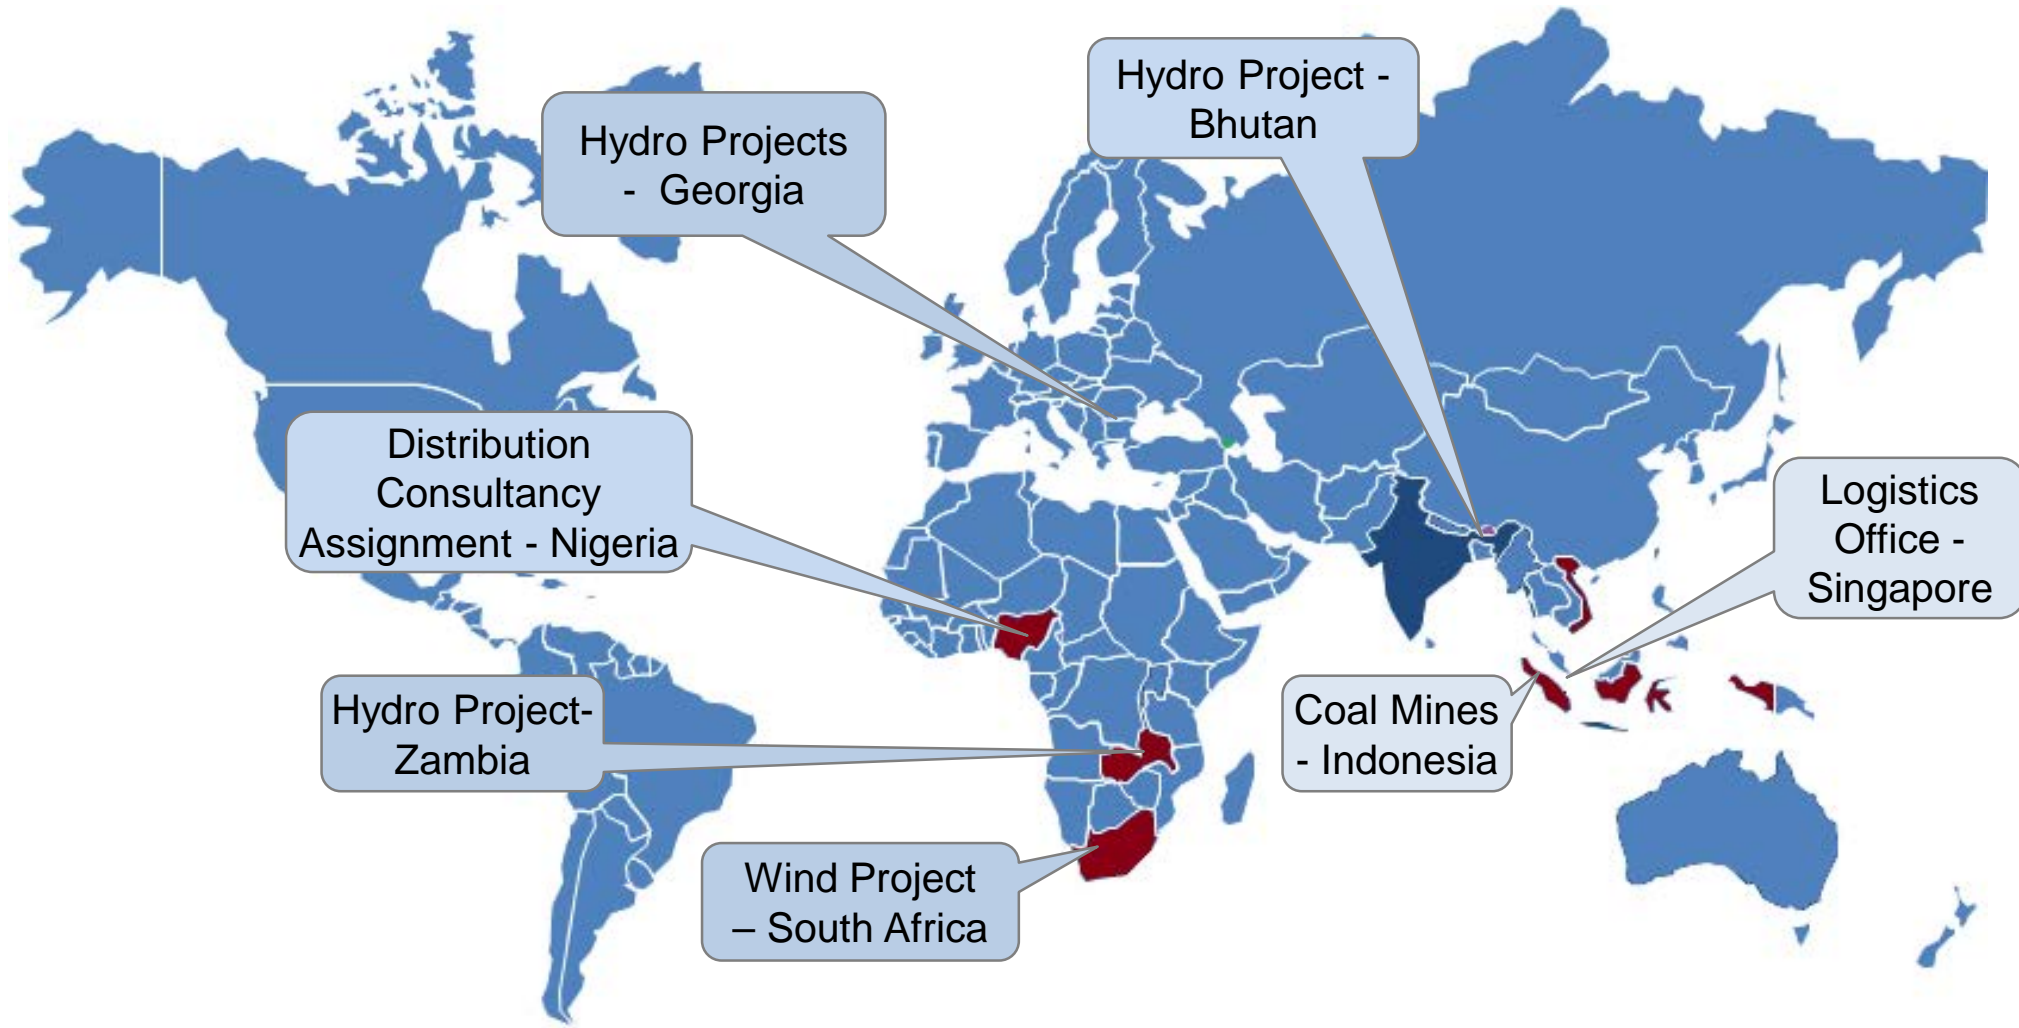 Hydro Project -
Bhutan
Hydro Projects
- Georgia
Distribution
Consultancy
Assignment - Nigeria
Logistics
Office -
Singapore
Hydro Project-
Zambia
Coal Mines
- Indonesia
Wind Project
– South Africa